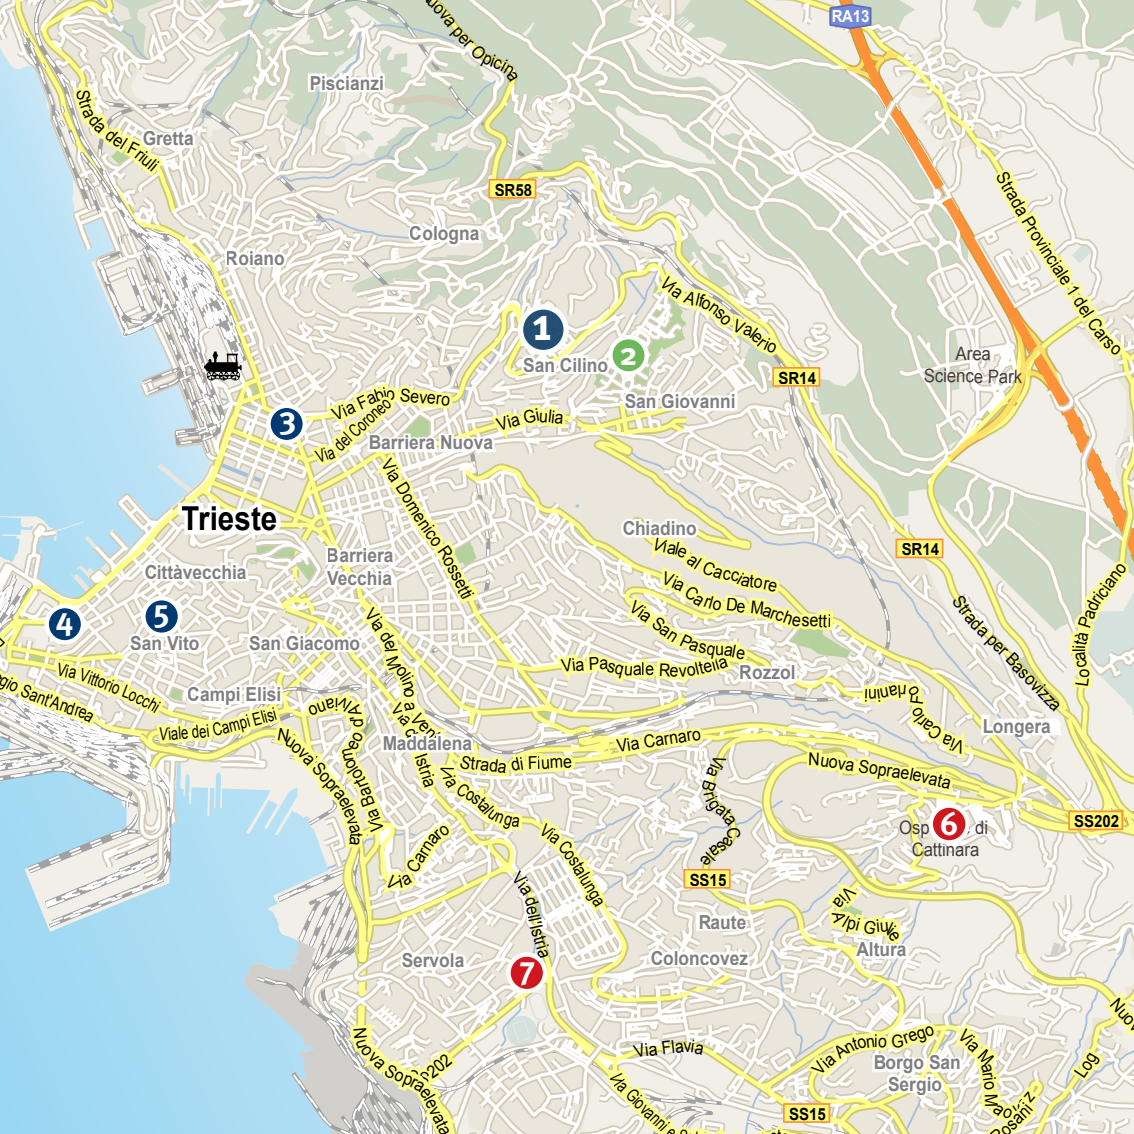 RA13
Nuova per Opicina
Piscianzi
Strada del Friuli
Gretta
SR58
Strada Provinciale 1 del Carso
Cologna
Roiano
Via Alfonso Valerio
1
2
San Cilino
Area
Science Park
SR14
Via Fabio Severo
San Giovanni
3
Via del Coroneo
Via Giulia
Barriera Nuova
Via Domenico Rossetti
Trieste
Chiadino
Viale al Cacciatore
SR14
Barriera
Vecchia
Cittàvecchia
Via Carlo De Marchesetti
Località Padriciano
Strada per Basovizza
4
5
San Vito
San Giacomo
Via San Pasquale
Via del Molino a Vento
Via Pasquale Revoltella
Rozzol
Via Vittorio Locchi
Campi Elisi
Sant'Andrea
Viale dei Campi Elisi
Via Carlo
Longera
Maddalena
Via Carnaro
Strada di Fiume
Nuova Sopraelevata
Nuova Sopraelevata
Via Costalunga
Via Brigata Casale
SS202
6
di
Cattinara
Via Carnaro
Via Costalunga
SS15
Via dell'Istria
Via
Alpi Giulie
Raute
Altura
Servola
Coloncovez
7
Nuova Sopraelevata
Via Flavia
Via Antonio Grego
Via Mario
Borgo San
Sergio
Log
SS15
Via Giovanni e